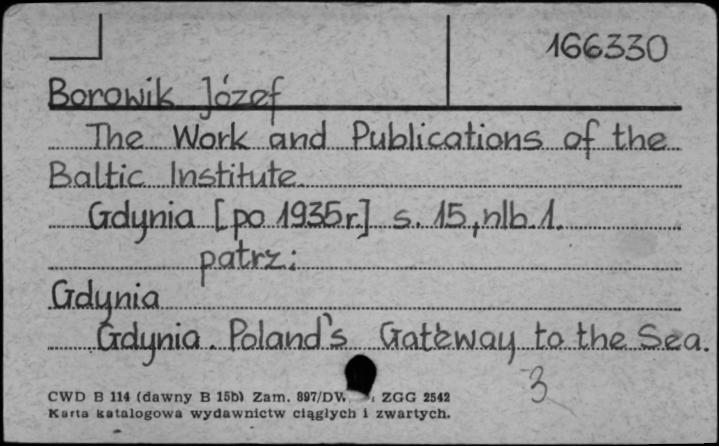 166330
Borowik Józef
The Work and Publications of the
Baltic Institute.
Gdynia [po 1935r.] s. 15, nlb. 1.
patrz:
Gdynia
Gdynia. Poland's Gateway to the Sea.
3
CWD B 114 (dawny B 15b) Zam. 897/DV. ZGG 2542
Karta katalogowa wydawnictw ciągłych i zwartych.